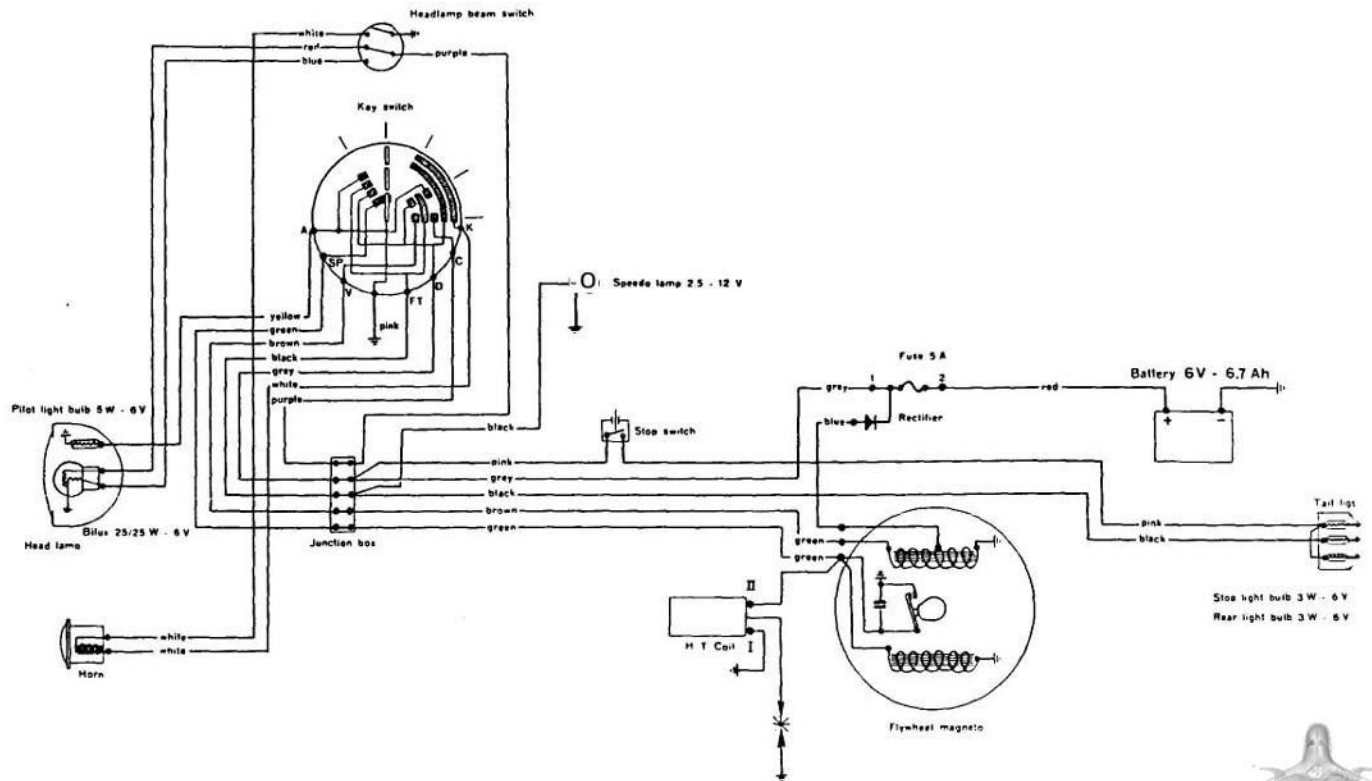 Headlamp beam switch
white
red
blue
purple
Key switch
A
SP
V
FT
D
C
K
pink
yellow
green
brown
black
grey
white
purple
Speedo lamp 2.5 - 12 V
Fuse 5 A
grey
1
2
red
Battery 6V - 6.7 Ah
+
-
blue
Rectifier
Pilot light bulb 5 W - 6 V
Stop switch
black
pink
grey
black
brown
green
Bilux 25/25 W - 6 V
Head lamp
Junction box
green
green
Tail ligt
pink
black
Stop light bulb 3 W - 6 V
Rear light bulb 3 W - 6 V
II
I
H T Coil
white
white
Horn
Flywheel magneto